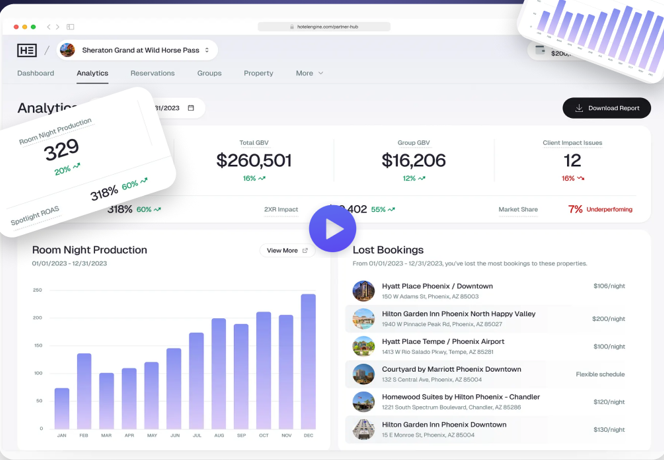 hotelengine.com/partner-hub
HE / Sheraton Grand at Wild Horse Pass
$200,
Dashboard Analytics Reservations Groups Property More
Analytics
31/2023
Download Report
Room Night Production
329
20%
Spotlight ROAS
318% 60%
Total GBV
$260,501
16%
Group GBV
$16,206
12%
Client Impact Issues
12
16%
318% 60%
2XR Impact
0,402 55%
Market Share
7% Underperfoming
Room Night Production
View More
01/01/2023 - 12/31/2023
250
200
150
100
50
0
JAN FEB MAR APR MAY JUN JUL AUG SEP OCT NOV DEC
Lost Bookings
From 01/01/2023 - 12/31/2023, you've lost the most bookings to these properties.
Hyatt Place Phoenix / Downtown
150 W Adams St, Phoenix, AZ 85003
$106/night
Hilton Garden Inn Phoenix North Happy Valley
1940 W Pinnacle Peak Rd, Phoenix, AZ 85027
$200/night
Hyatt Place Tempe / Phoenix Airport
1413 W Rio Salado Pkwy, Tempe, AZ 85281
$100/night
Courtyard by Marriott Phoenix Downtown
132 S Central Ave, Phoenix, AZ 85004
Flexible schedule
Homewood Suites by Hilton Phoenix - Chandler
1221 South Spectrum Boulevard, Chandler, AZ 85286
$120/night
Hilton Garden Inn Phoenix Downtown
15 E Monroe St, Phoenix, AZ 85004
$130/night